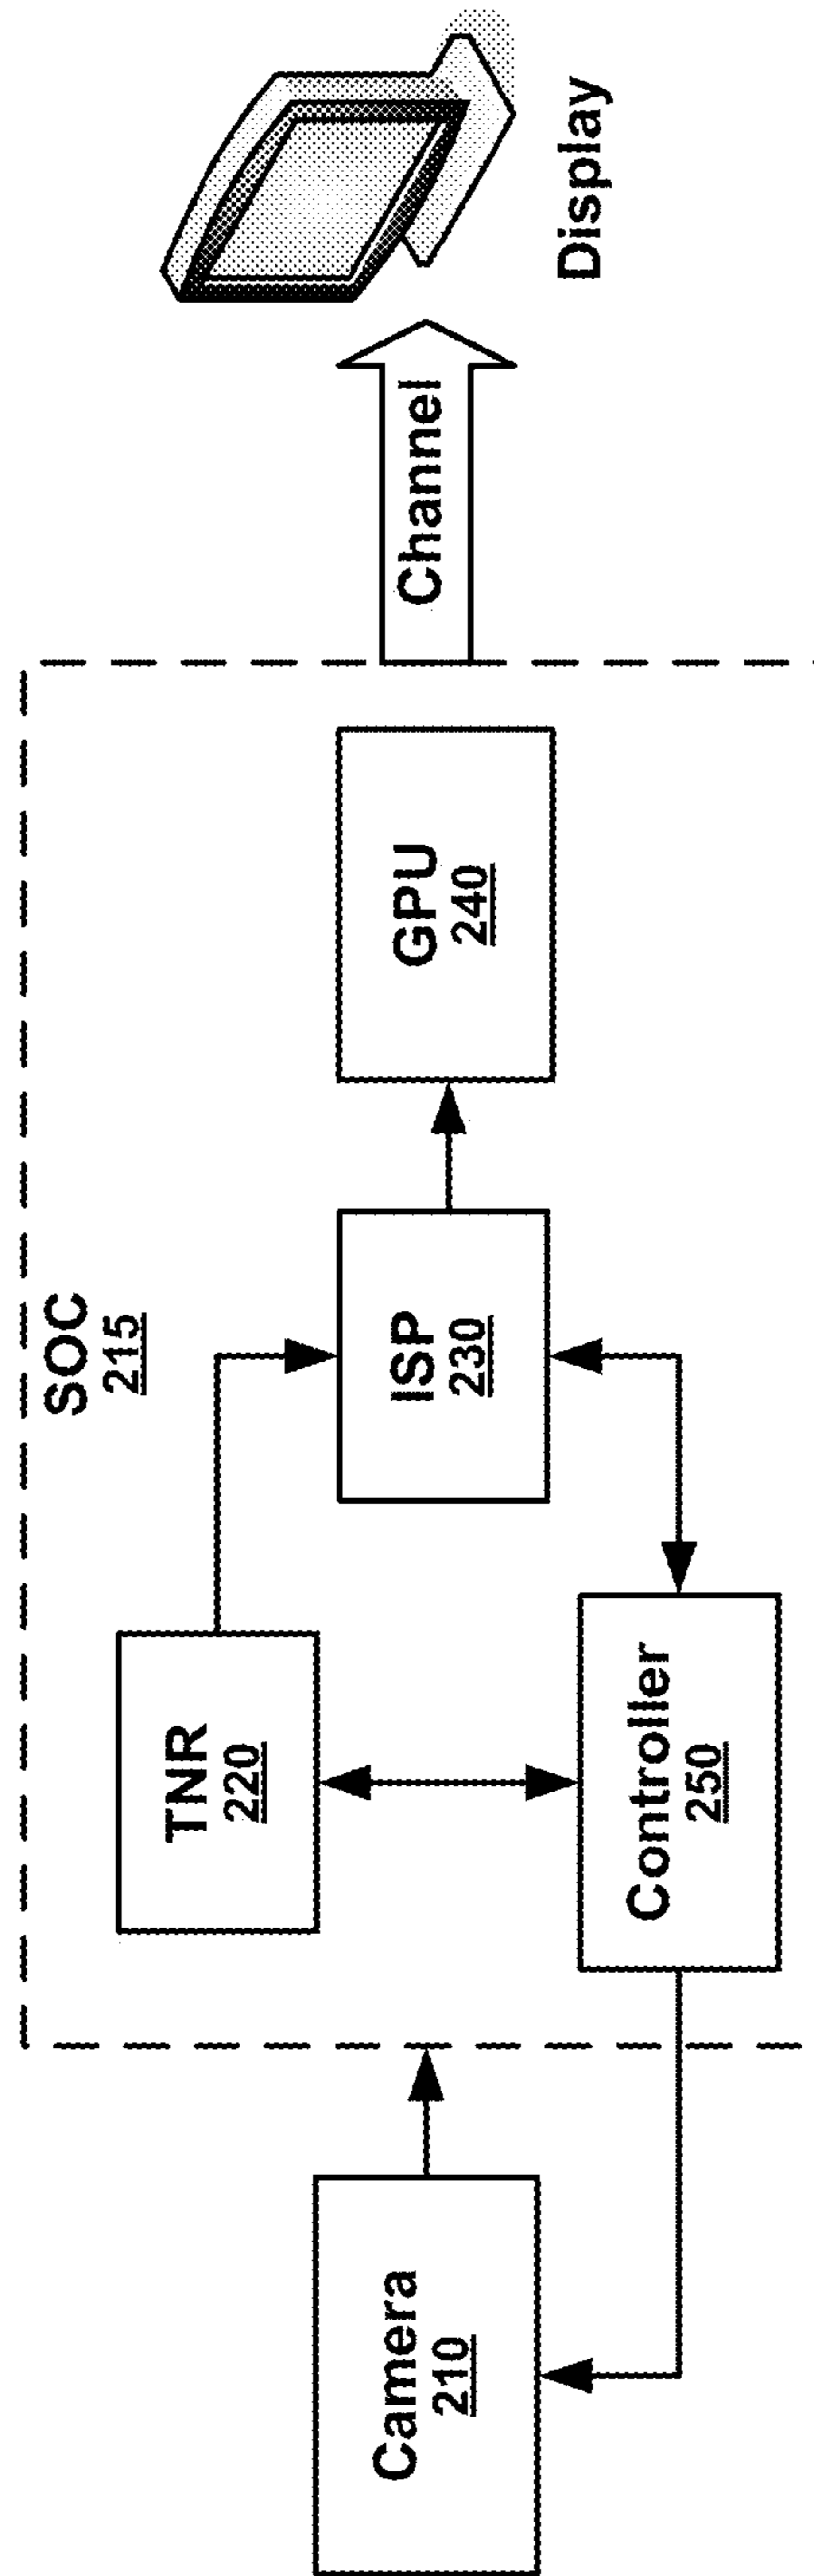 SOC
215
Camera
210
TNR
220
Controller
250
ISP
230
GPU
240
Channel
Display